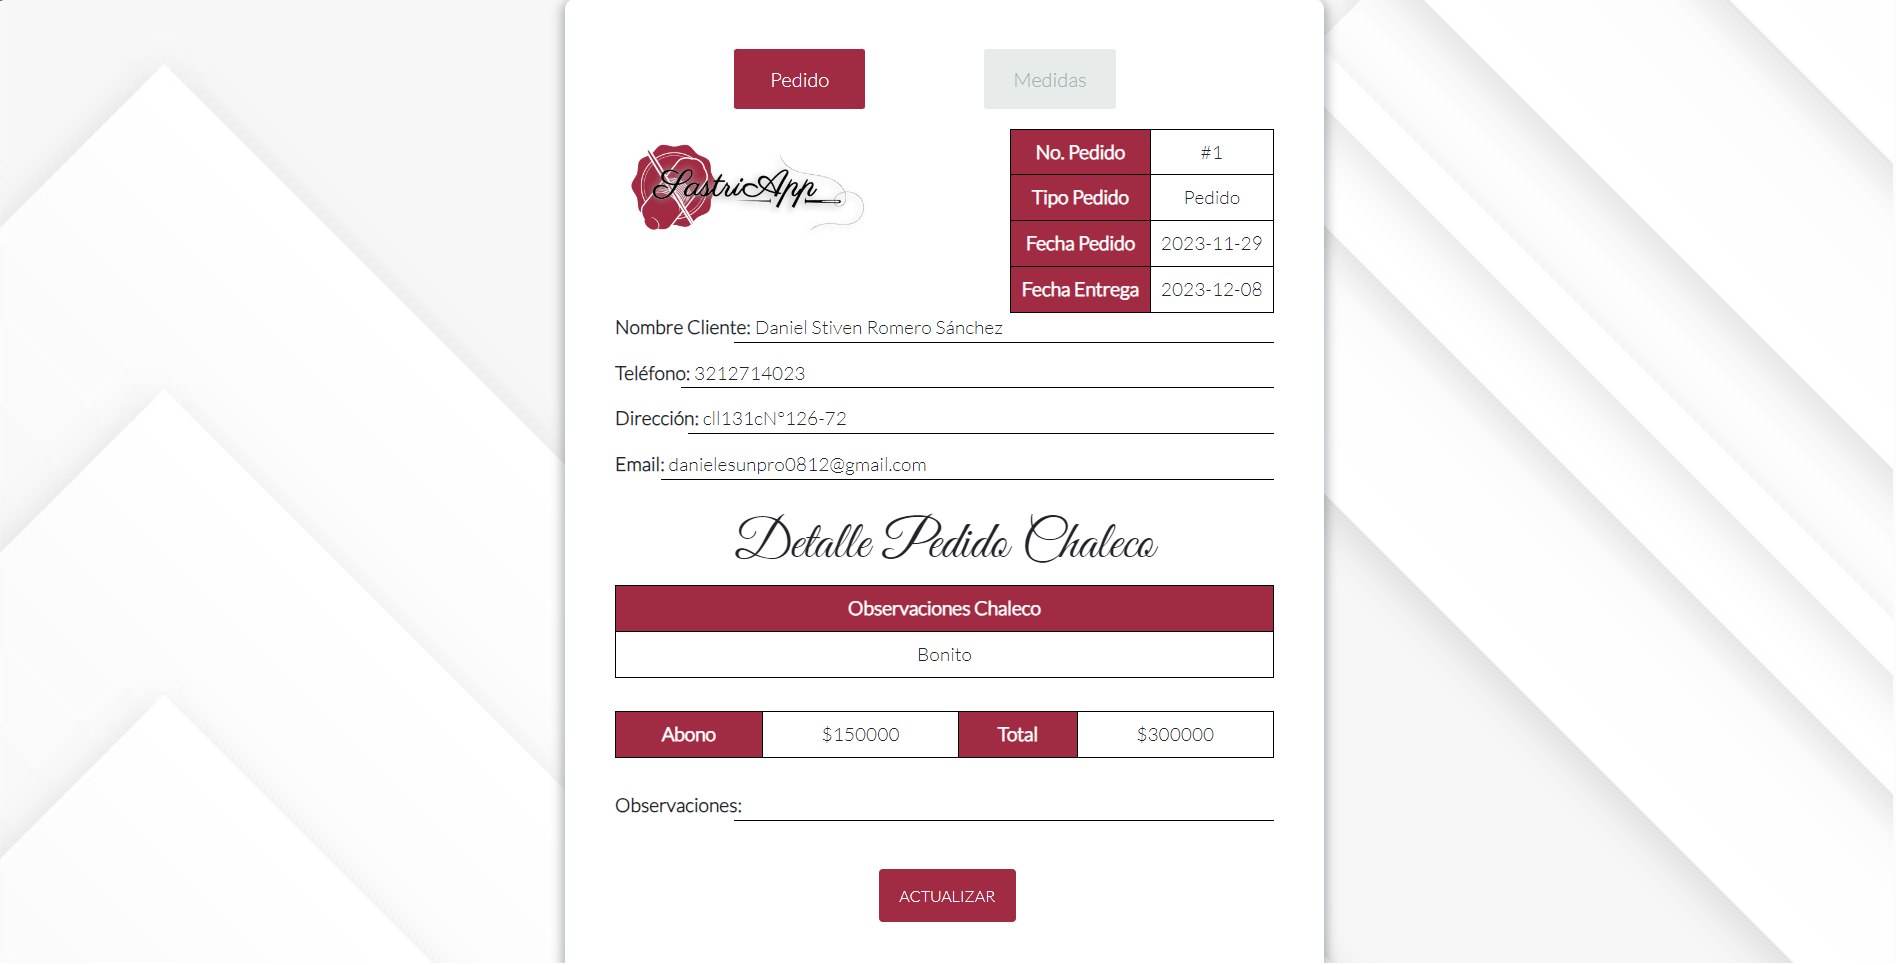 Pedido Medidas
SastriApp
No. Pedido #1
Tipo Pedido Pedido
Fecha Pedido 2023-11-29
Fecha Entrega 2023-12-08
Nombre Cliente: Daniel Stiven Romero Sánchez
Teléfono: 3212714023
Dirección: cll131cN°126-72
Email: danielesunpro0812@gmail.com
Detalle Pedido Chaleco
Observaciones Chaleco
Bonito
Abono $150000 Total $300000
Observaciones:
ACTUALIZAR